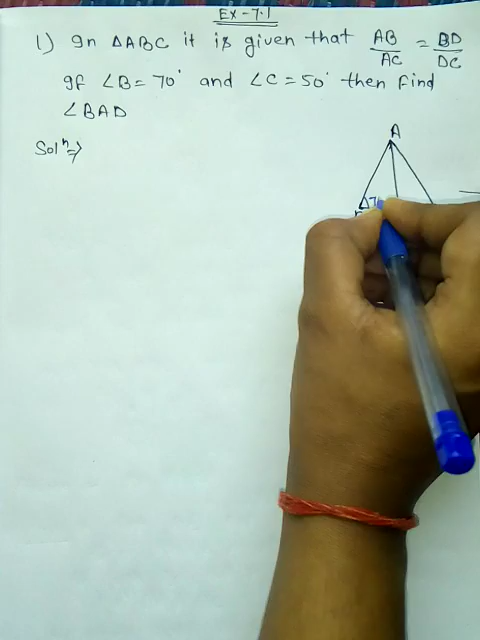 Ex-7.1
1) In ΔABC it is given that AB/AC = BD/DC
If ∠B = 70° and ∠C = 50° then find
∠BAD
Solⁿ⇒
A